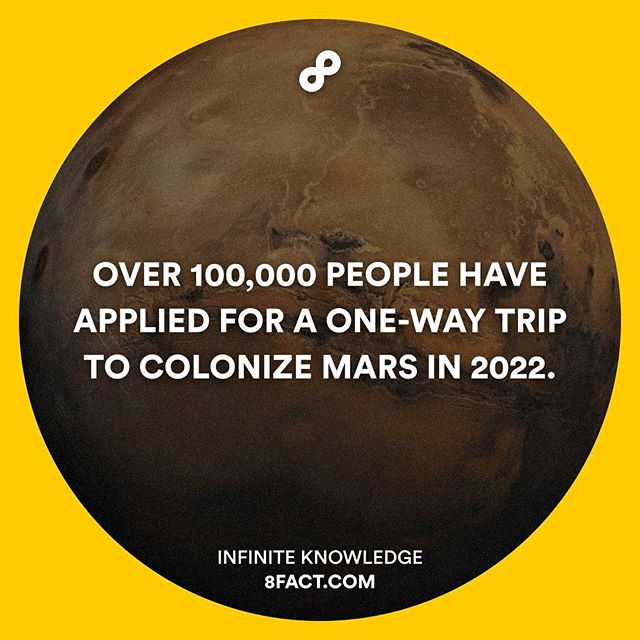 OVER 100,000 PEOPLE HAVE
APPLIED FOR A ONE-WAY TRIP
TO COLONIZE MARS IN 2022.
INFINITE KNOWLEDGE
8FACT.COM